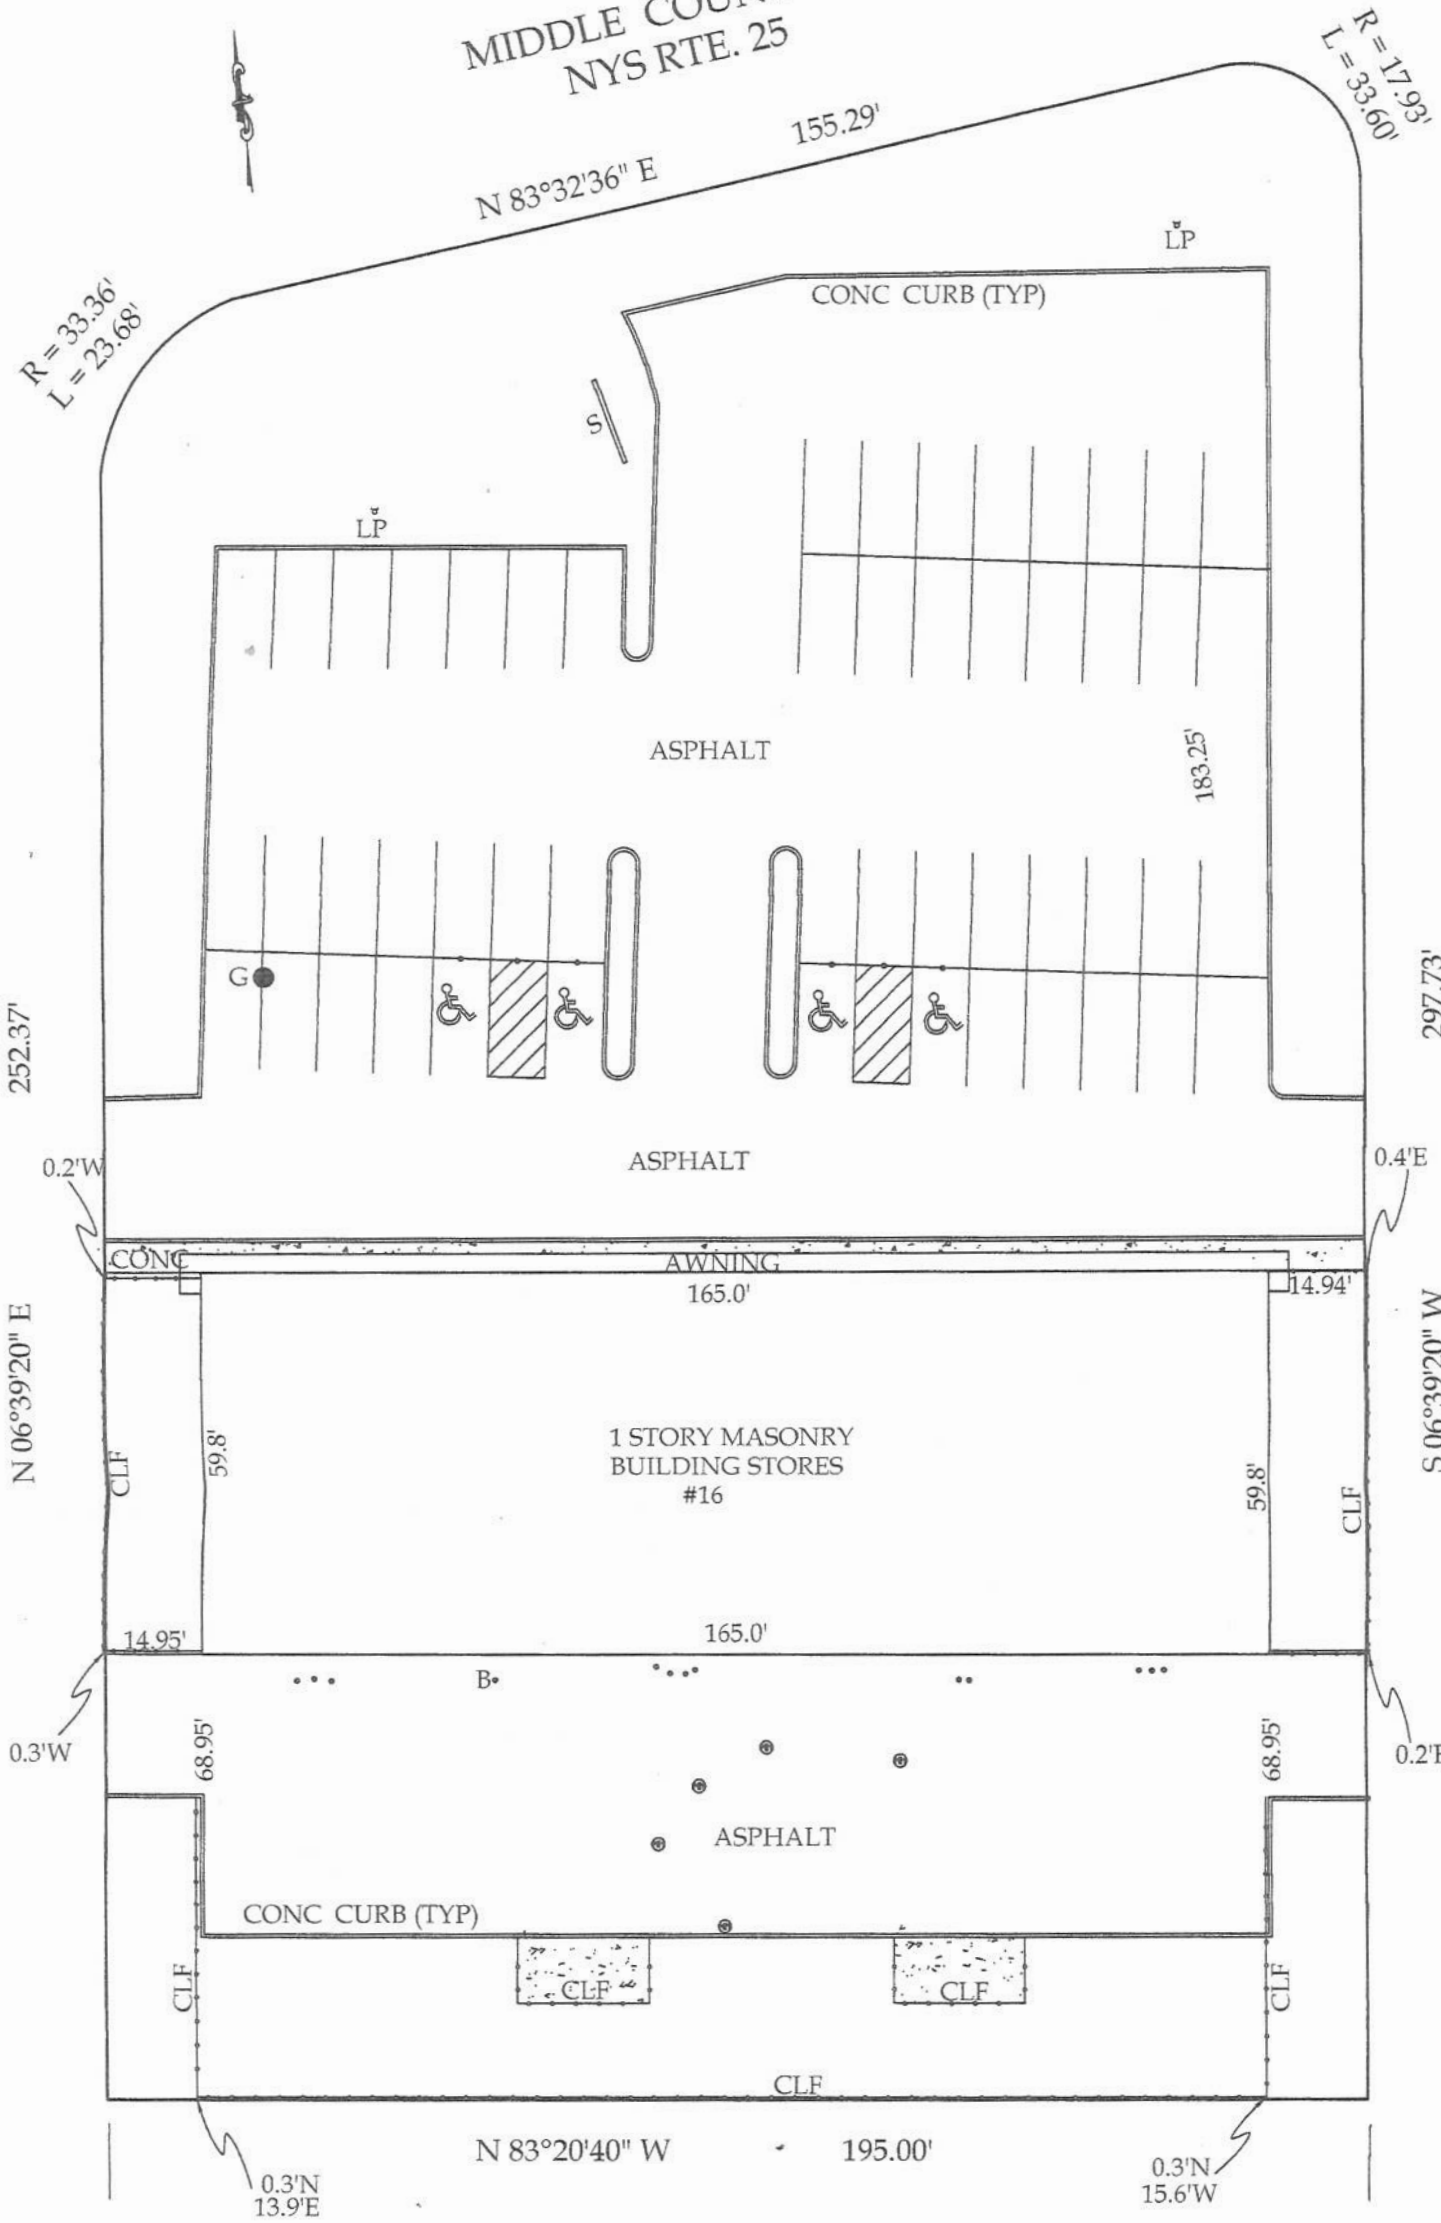 MIDDLE
NYS RTE. 25
R = 17.93'
L = 33.60'
155.29'
N 83°32'36" E
R = 33.36'
L = 23.68'
LP
CONC CURB (TYP)
S
LP
ASPHALT
183.25'
G
252.37'
297.73'
ASPHALT
0.2'W
0.4'E
CONC
AWNING
165.0'
14.94'
N 06°39'20" E
S 06°39'20" W
1 STORY MASONRY
BUILDING STORES
#16
59.8'
59.8'
CLF
CLF
14.95'
165.0'
B
0.3'W
68.95'
68.95'
ASPHALT
CONC CURB (TYP)
CLF
CLF
CLF
CLF
CLF
N 83°20'40" W
195.00'
0.3'N
13.9'E
0.3'N
15.6'W